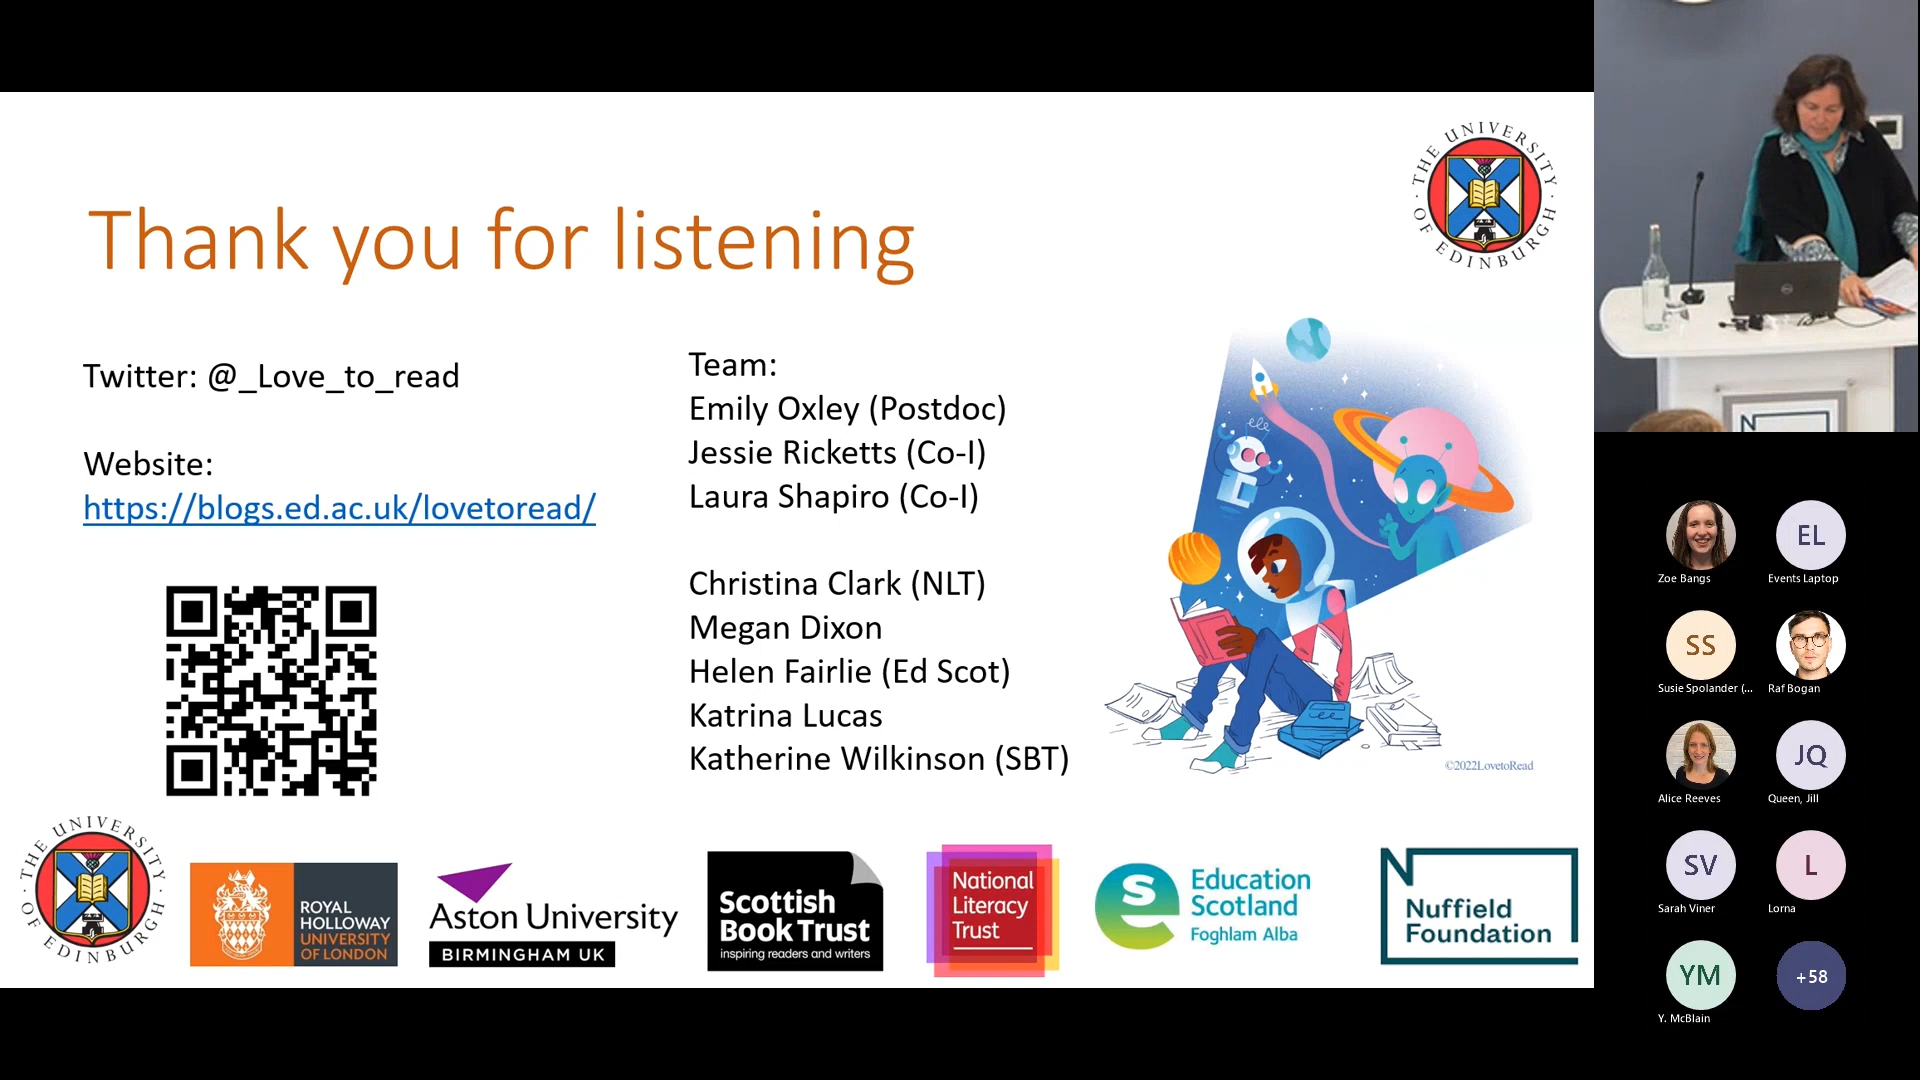 THE UNIVERSITY OF EDINBURGH
Thank you for listening
Twitter: @_Love_to_read
Website:
https://blogs.ed.ac.uk/lovetoread/
Team:
Emily Oxley (Postdoc)
Jessie Ricketts (Co-I)
Laura Shapiro (Co-I)
Christina Clark (NLT)
Megan Dixon
Helen Fairlie (Ed Scot)
Katrina Lucas
Katherine Wilkinson (SBT)
©2022LovetoRead
THE UNIVERSITY OF EDINBURGH
ROYAL
HOLLOWAY
UNIVERSITY
OF LONDON
Aston University
BIRMINGHAM UK
Scottish
Book Trust
inspiring readers and writers
National
Literacy
Trust
Education
Scotland
Foghlam Alba
Nuffield
Foundation
Zoe Bangs
EL
Events Laptop
SS
Susie Spolander (...
Raf Bogan
Alice Reeves
JQ
Queen, Jill
SV
Sarah Viner
L
Lorna
YM
Y. McBlain
+58